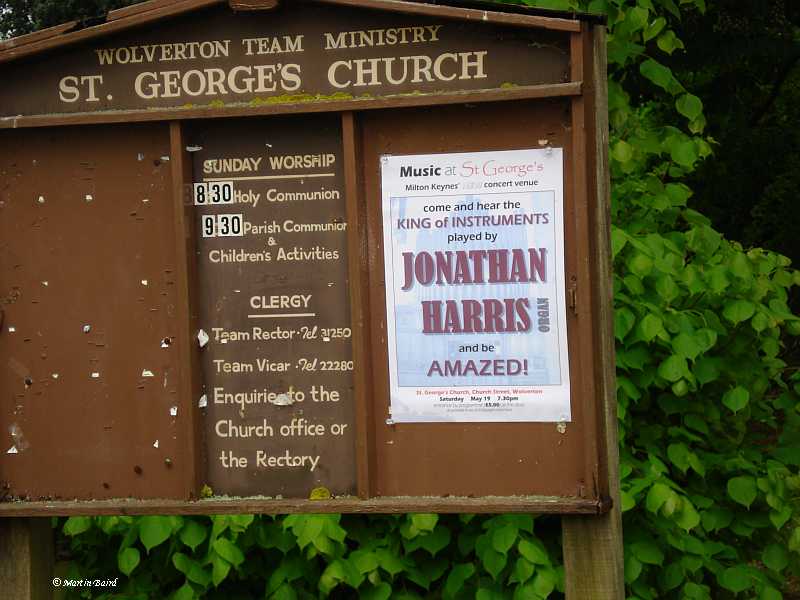 WOLVERTON TEAM MINISTRY
ST. GEORGE'S CHURCH
SUNDAY WORSHIP
8 30 Holy Communion
9 30 Parish Communion
&
Children's Activities
CLERGY
Team Rector · Tel 31250
Team Vicar · Tel 22280
Enquiries to the
Church office or
the Rectory
Music at St George's
Milton Keynes' concert venue
come and hear the
KING of INSTRUMENTS
played by
JONATHAN
HARRIS
ORGAN
and be
AMAZED!
St. George's Church, Church Street, Wolverton
Saturday May 19 7.30pm
£5.00
© Martin Baird